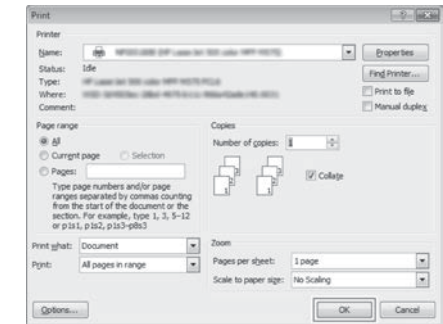 Print
Printer
Name:
Properties
Status: Idle
Find Printer...
Type:
Where:
Print to file
Comment:
Manual duplex
Page range
Copies
All
Number of copies: 1
Current page Selection
Pages:
Type page numbers and/or page
ranges separated by commas counting
from the start of the document or the
section. For example, type 1, 3, 5-12
or p1s1, p1s2, p1s3-p8s3
Collate
Print what: Document
Zoom
Print: All pages in range
Pages per sheet: 1 page
Scale to paper size: No Scaling
Options...
OK
Cancel